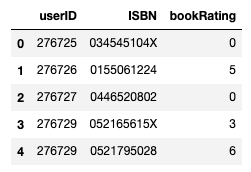 userID ISBN bookRating
0 276725 034545104X 0
1 276726 0155061224 5
2 276727 0446520802 0
3 276729 052165615X 3
4 276729 0521795028 6